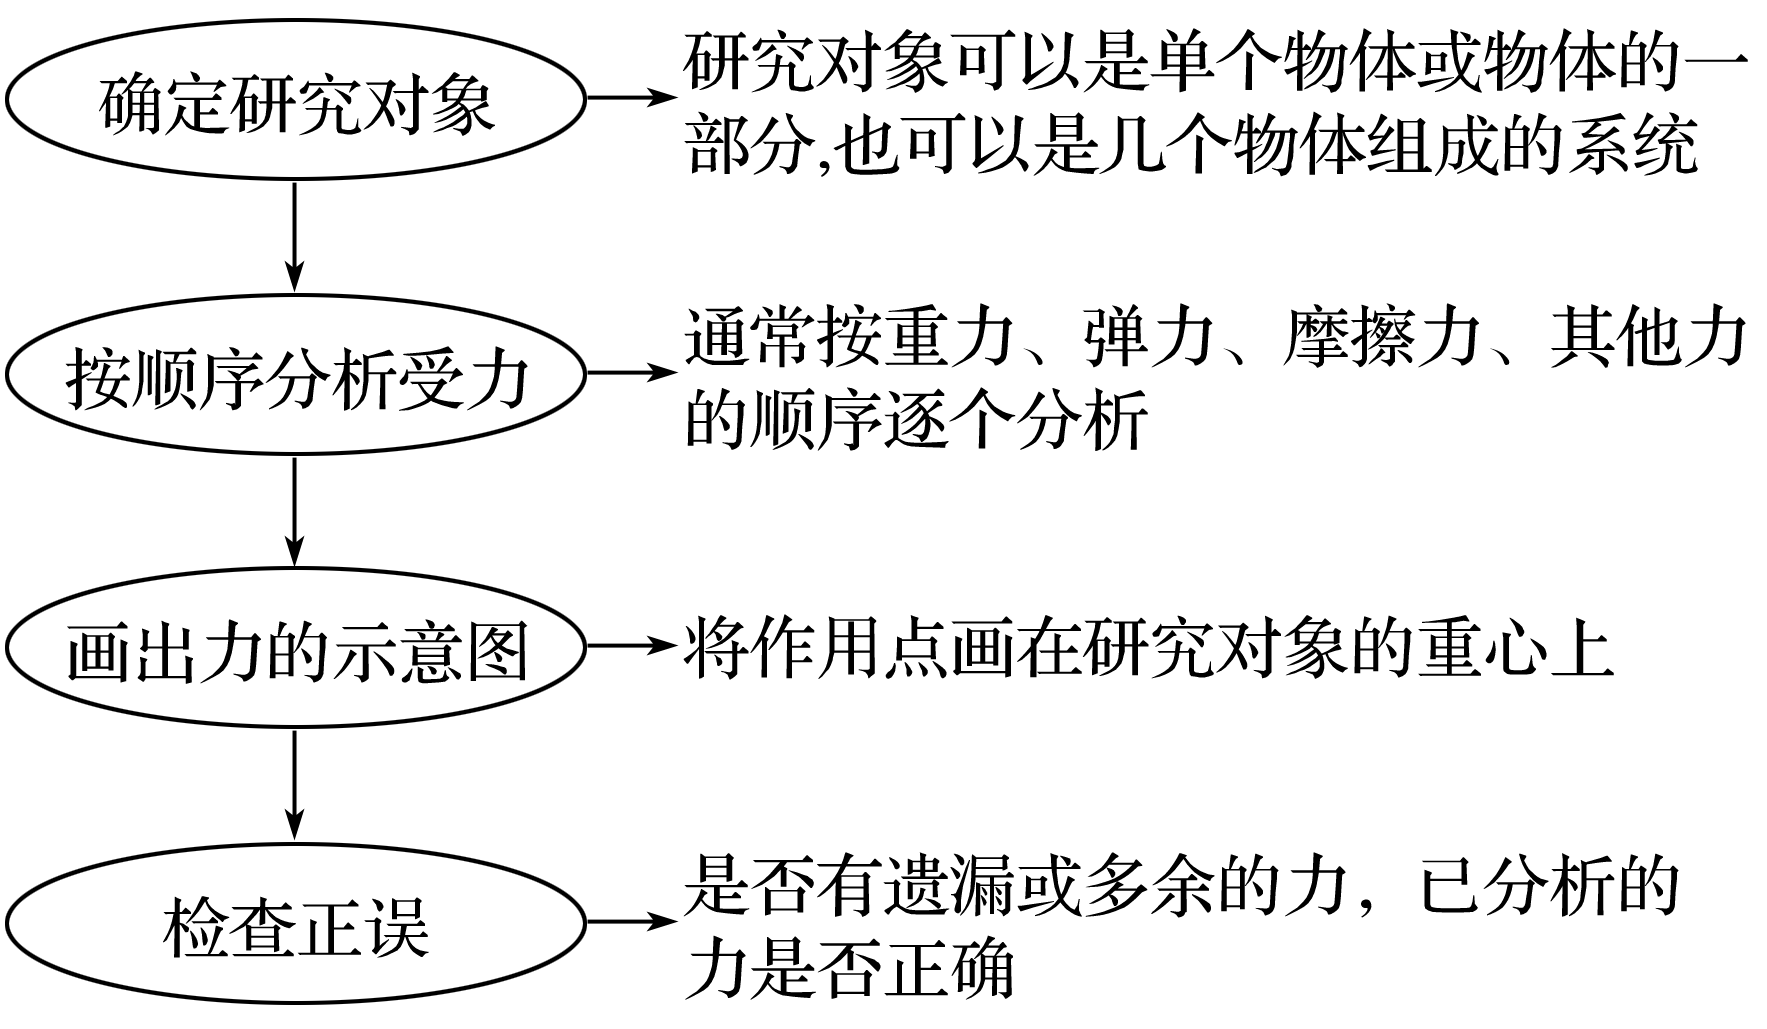 确定研究对象
研究对象可以是单个物体或物体的一
部分,也可以是几个物体组成的系统
按顺序分析受力
通常按重力、弹力、摩擦力、其他力
的顺序逐个分析
画出力的示意图
将作用点画在研究对象的重心上
检查正误
是否有遗漏或多余的力，已分析的
力是否正确